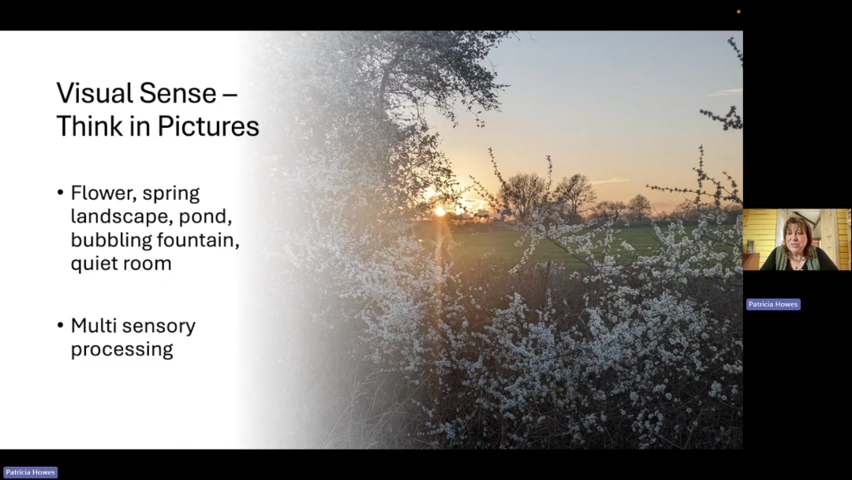 Visual Sense –
Think in Pictures
• Flower, spring
landscape, pond,
bubbling fountain,
quiet room
• Multi sensory
processing
Patricia Howes
Patricia Howes